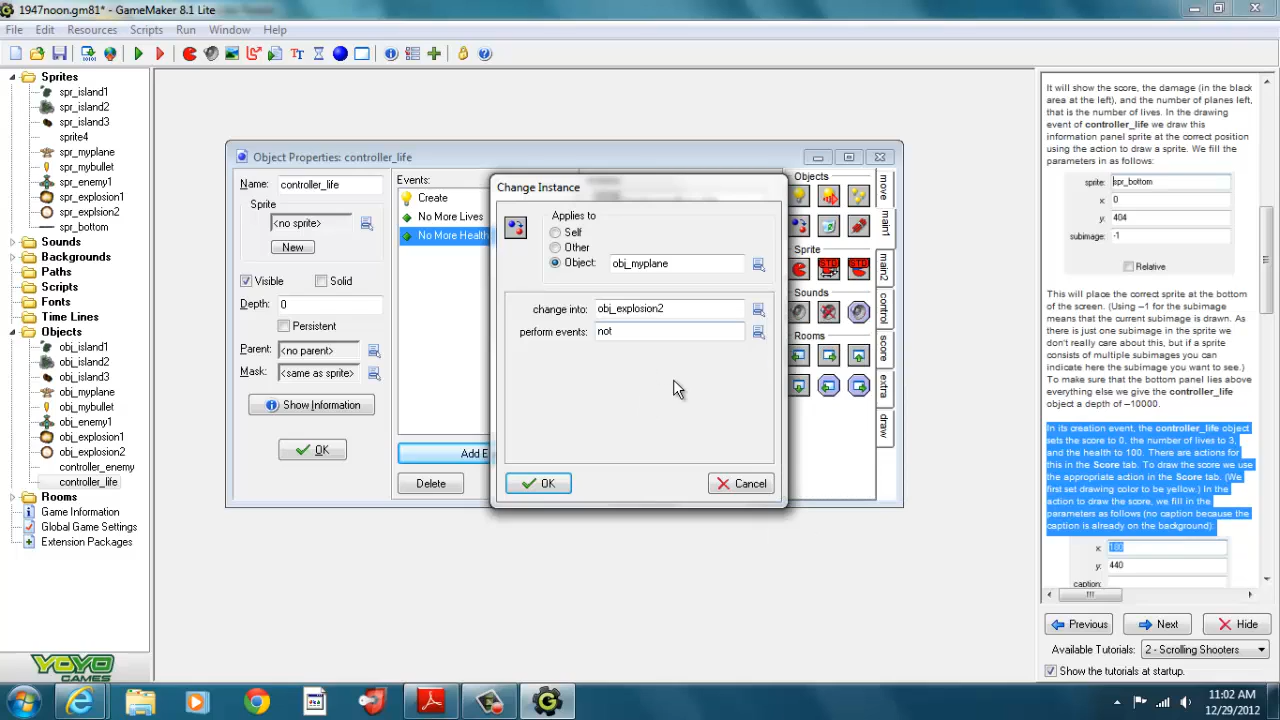 1947noon.gm81* - GameMaker 8.1 Lite
File Edit Resources Scripts Run Window Help
Sprites
spr_island1
spr_island2
spr_island3
sprite4
spr_myplane
spr_mybullet
spr_enemy1
spr_explosion1
spr_explsion2
spr_bottom
Sounds
Backgrounds
Paths
Scripts
Fonts
Time Lines
Objects
obj_island1
obj_island2
obj_island3
obj_myplane
obj_mybullet
obj_enemy1
obj_explosion1
obj_explosion2
controller_enemy
controller_life
Rooms
Game Information
Global Game Settings
Extension Packages
YOYO
GAMES
Object Properties: controller_life
Name: controller_life
Sprite
<no sprite>
New
Visible Solid
Depth: 0
Persistent
Parent: <no parent>
Mask: <same as sprite>
Show Information
OK
Events:
Create
No More Lives
No More Health
Add E
Delete
Change Instance
Applies to
Self
Other
Object: obj_myplane
change into: obj_explosion2
perform events: not
OK Cancel
Objects
Sprite
Sounds
Rooms
move
main1
main2
control
score
extra
draw
It will show the score, the damage (in the black
area at the left), and the number of planes left,
that is the number of lives. In the drawing
event of controller_life we draw this
information panel sprite at the correct position
using the action to draw a sprite. We fill the
parameters in as follows:
sprite: spr_bottom
x: 0
y: 404
subimage: -1
Relative
This will place the correct sprite at the bottom
of the screen. (Using –1 for the subimage
means that the current subimage is drawn. As
there is just one subimage in the sprite we
don't really care about this, but if a sprite
consists of multiple subimages you can
indicate here the subimage you want to see.)
To make sure that the bottom panel lies above
everything else we give the controller_life
object a depth of –10000.
In its creation event, the controller_life object
sets the score to 0, the number of lives to 3,
and the health to 100. There are actions for
this in the Score tab. To draw the score we use
the appropriate action in the Score tab. (We
first set drawing color to be yellow.) In the
action to draw the score, we fill in the
parameters as follows (no caption because the
caption is already on the background):
x: 180
y: 440
caption:
Previous Next Hide
Available Tutorials: 2 - Scrolling Shooters
Show the tutorials at startup.
11:02 AM
12/29/2012